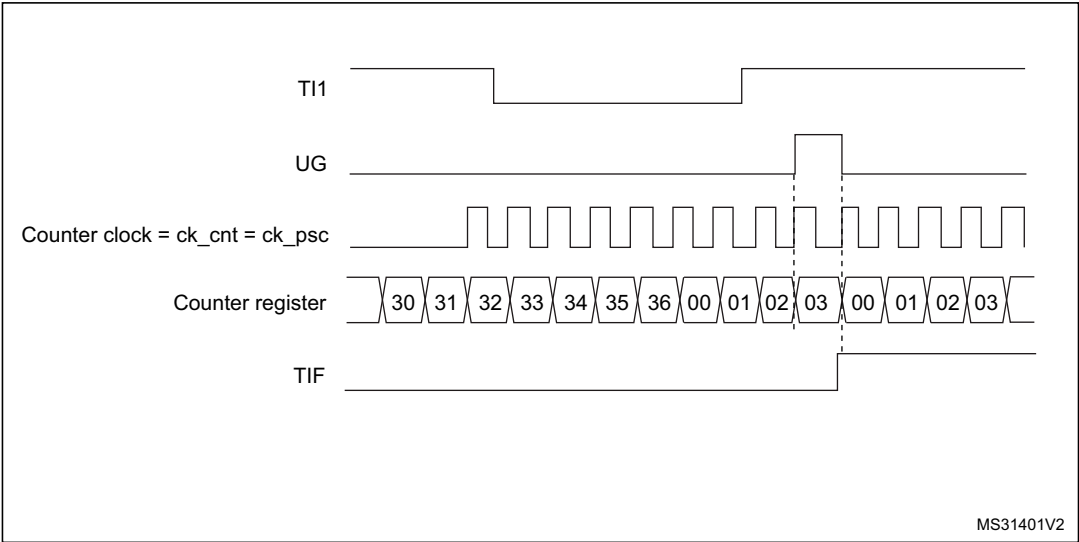 TI1
UG
Counter clock = ck_cnt = ck_psc
Counter register 30 31 32 33 34 35 36 00 01 02 03 00 01 02 03
TIF
MS31401V2